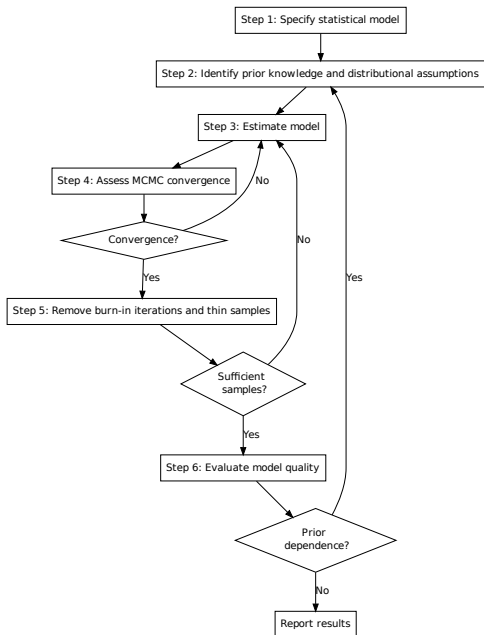 Step 1: Specify statistical model
Step 2: Identify prior knowledge and distributional assumptions
Step 3: Estimate model
Step 4: Assess MCMC convergence
No
Convergence?
No
Yes
Yes
Step 5: Remove burn-in iterations and thin samples
Sufficient
samples?
Yes
Step 6: Evaluate model quality
Prior
dependence?
No
Report results